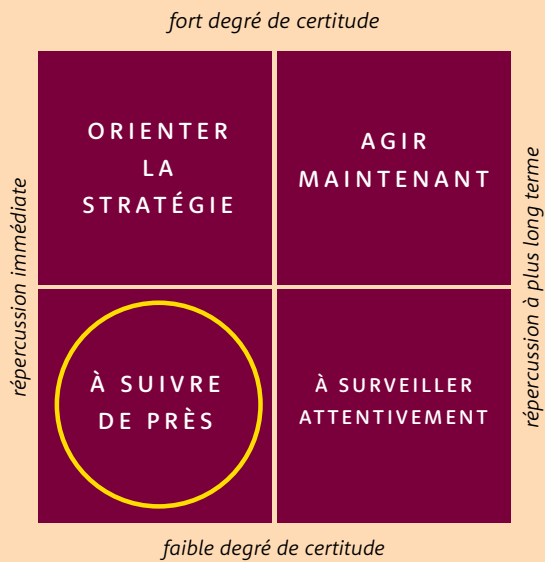 fort degré de certitude
répercussion immédiate
ORIENTER
LA
STRATÉGIE
AGIR
MAINTENANT
répercussion à plus long terme
À SUIVRE
DE PRÈS
À SURVEILLER
ATTENTIVEMENT
faible degré de certitude